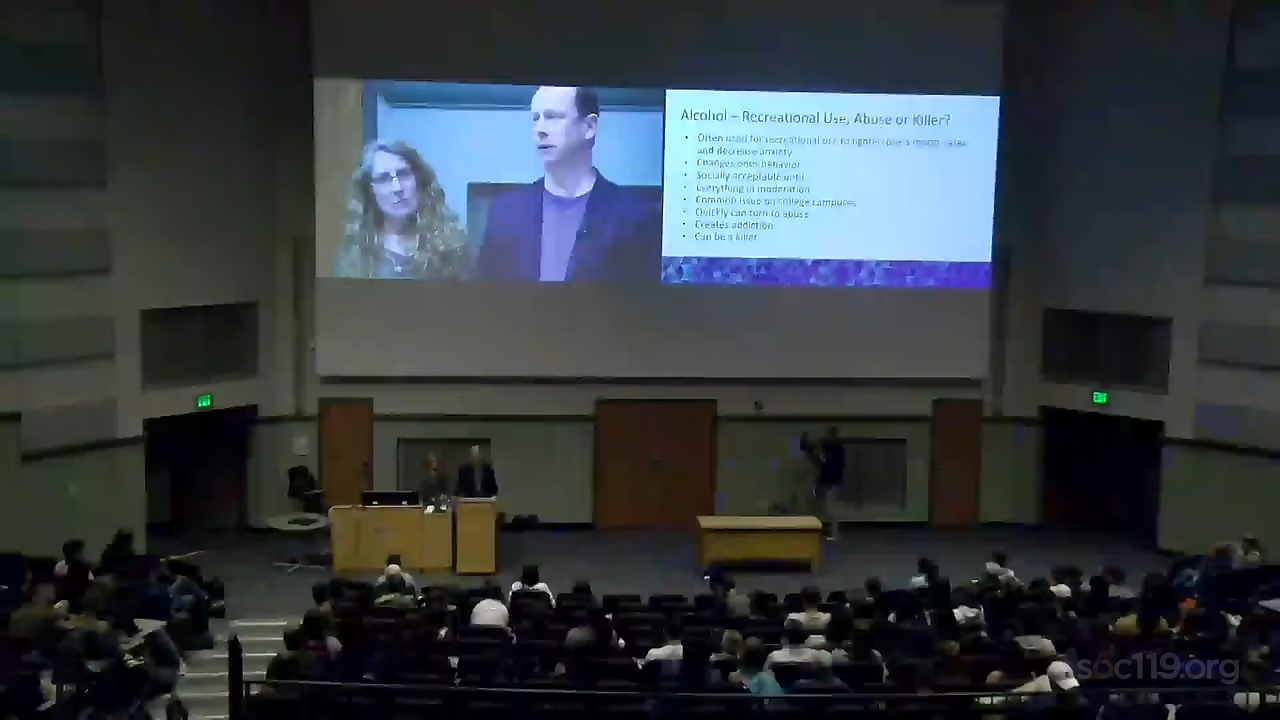 Alcohol – Recreational Use, Abuse or Killer?
• Often used for recreational use to lighten one's mood, relax
and decrease anxiety
• Changes ones behavior
• Socially acceptable until
• Everything in moderation
• Common issue on college campuses
• Quickly can turn to abuse
• Creates addiction
• Can be a killer
EXIT
EXIT
soc119.org